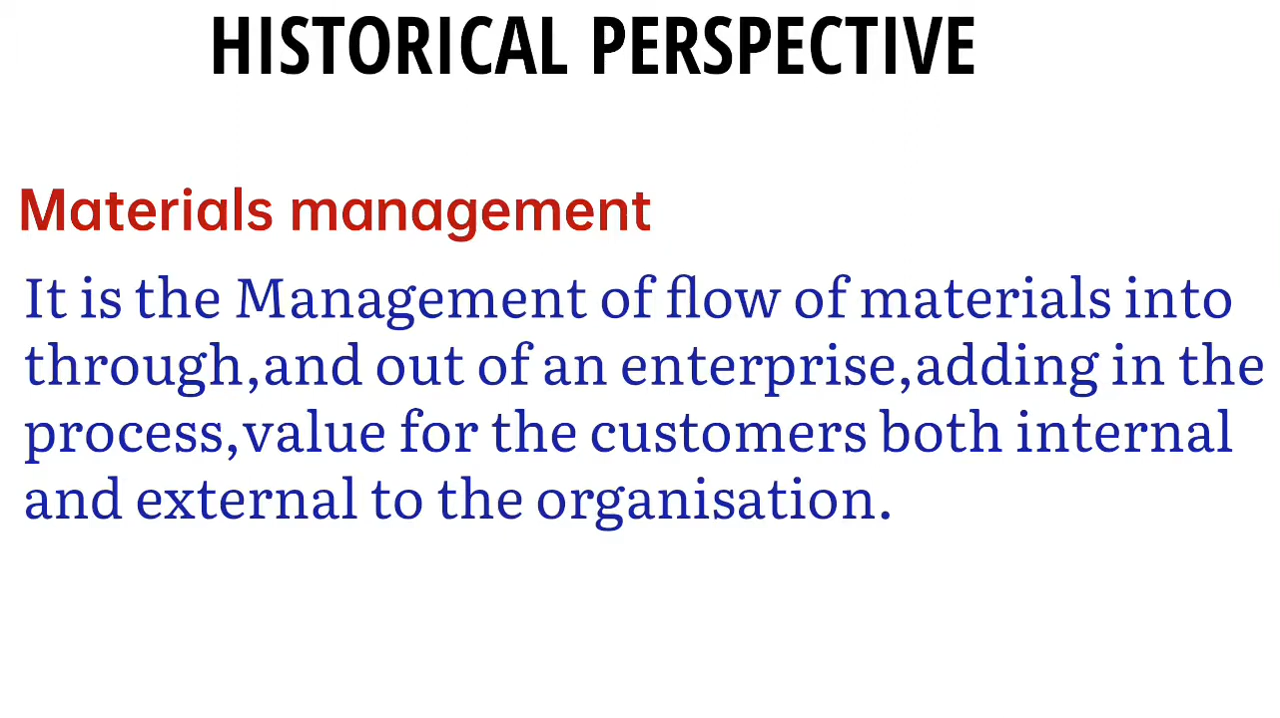 HISTORICAL PERSPECTIVE
Materials management
It is the Management of flow of materials into
through,and out of an enterprise,adding in the
process,value for the customers both internal
and external to the organisation.